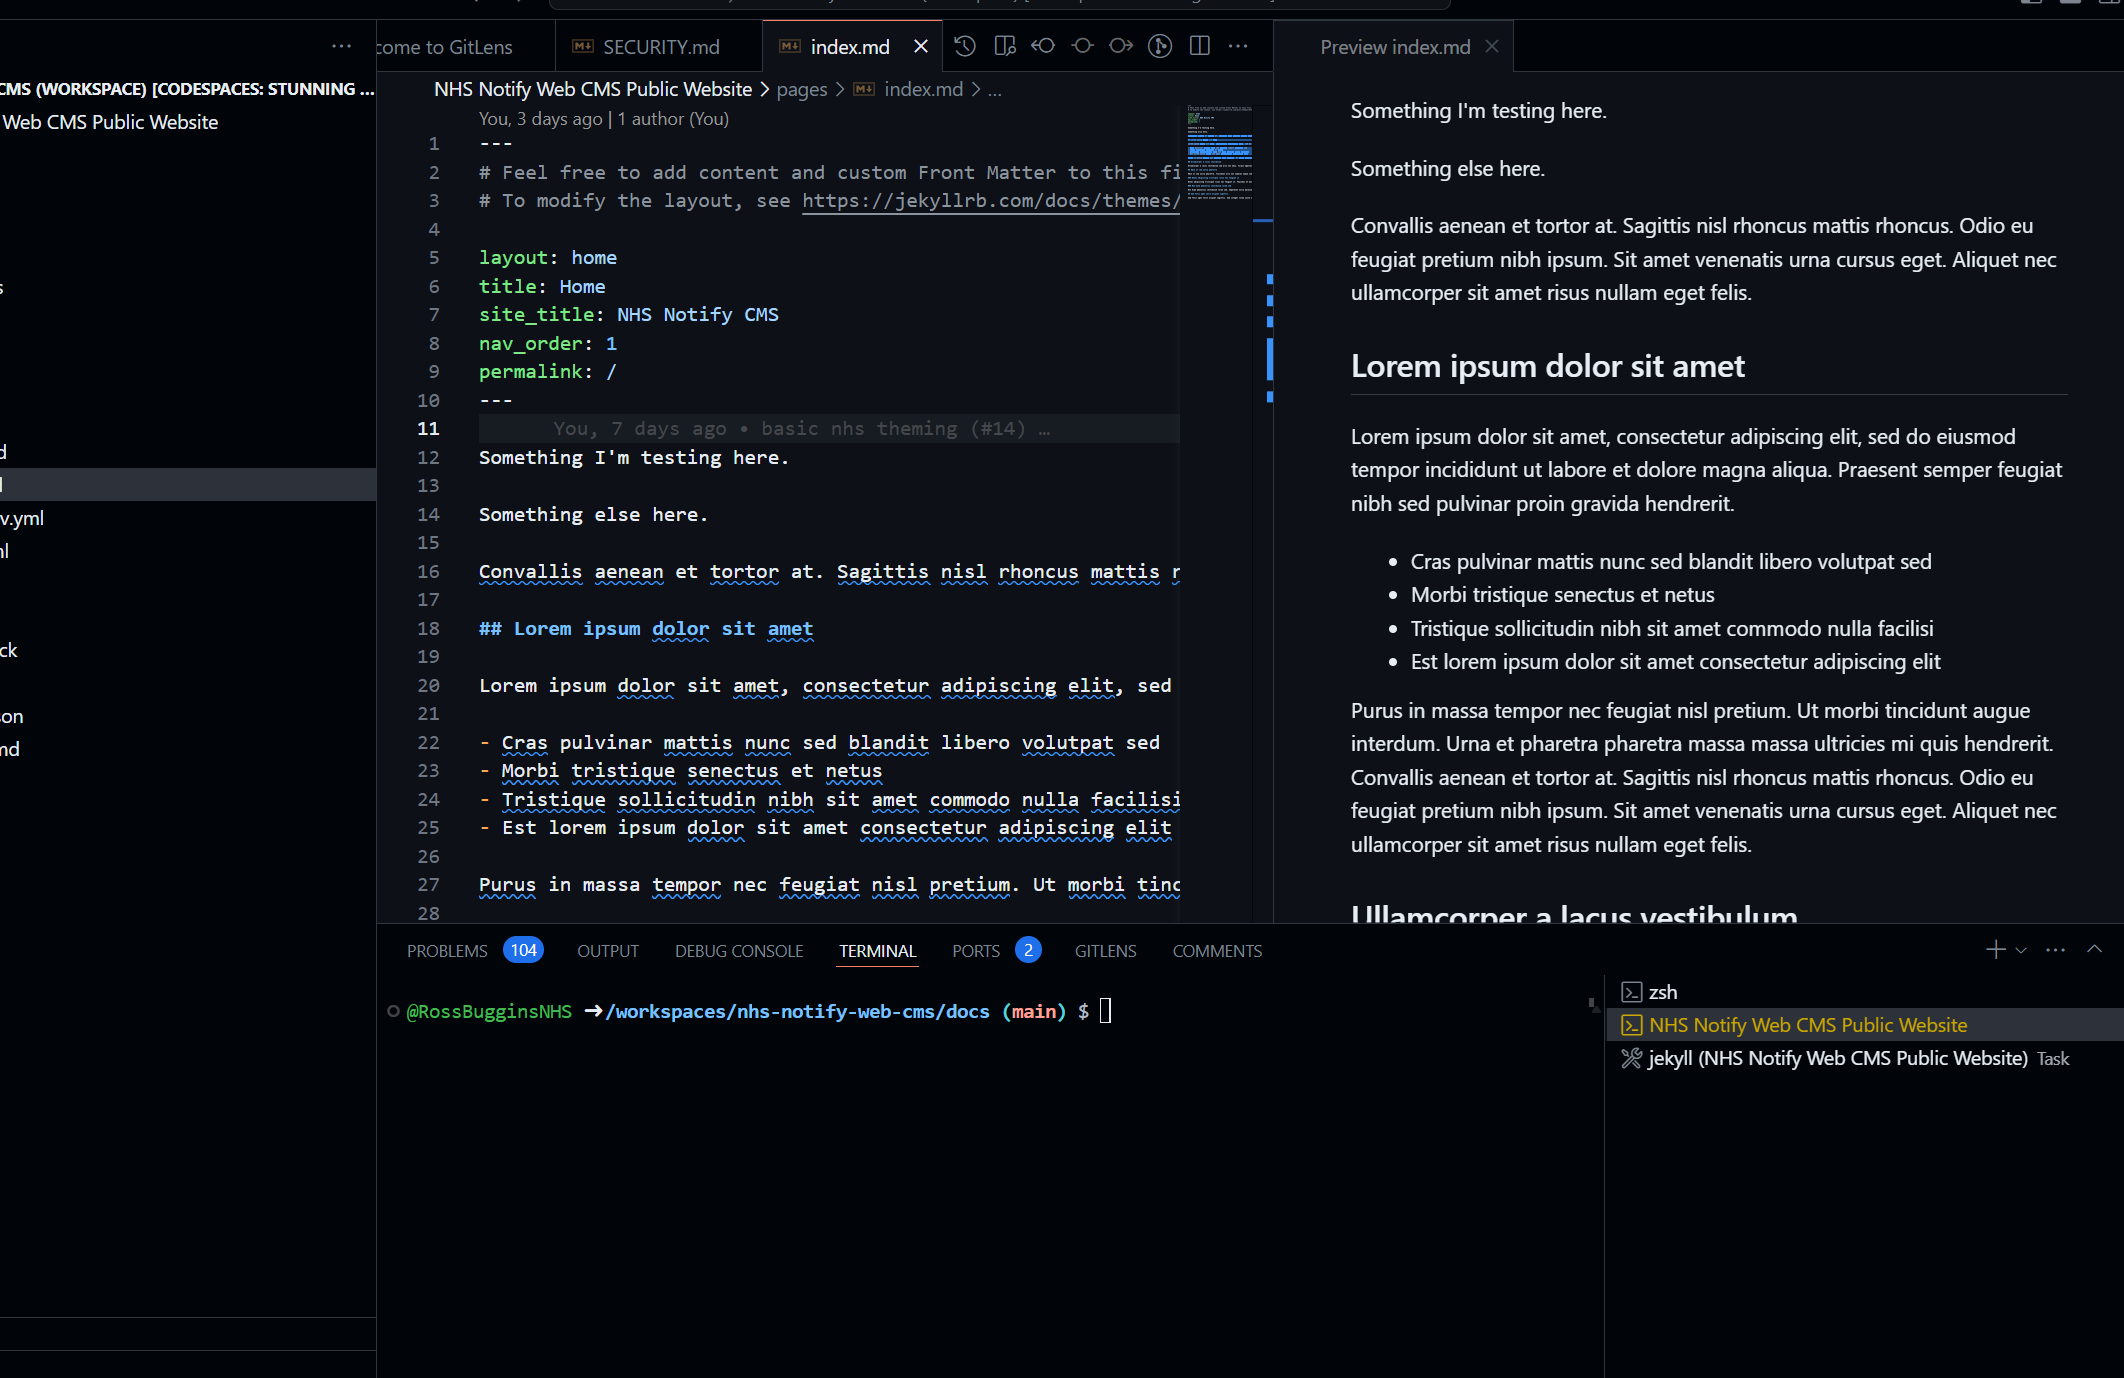 come to GitLens
SECURITY.md
index.md
Preview index.md
CMS (WORKSPACE) [CODESPACES: STUNNING ...
Web CMS Public Website
s
d
l
v.yml
ml
ck
son
md
NHS Notify Web CMS Public Website > pages > index.md > ...
You, 3 days ago | 1 author (You)
1 ---
2 # Feel free to add content and custom Front Matter to this fi
3 # To modify the layout, see https://jekyllrb.com/docs/themes/
4
5 layout: home
6 title: Home
7 site_title: NHS Notify CMS
8 nav_order: 1
9 permalink: /
10 ---
11 You, 7 days ago • basic nhs theming (#14) …
12 Something I'm testing here.
13
14 Something else here.
15
16 Convallis aenean et tortor at. Sagittis nisl rhoncus mattis r
17
18 ## Lorem ipsum dolor sit amet
19
20 Lorem ipsum dolor sit amet, consectetur adipiscing elit, sed
21
22 - Cras pulvinar mattis nunc sed blandit libero volutpat sed
23 - Morbi tristique senectus et netus
24 - Tristique sollicitudin nibh sit amet commodo nulla facilisi
25 - Est lorem ipsum dolor sit amet consectetur adipiscing elit
26
27 Purus in massa tempor nec feugiat nisl pretium. Ut morbi tinc
28
Something I'm testing here.
Something else here.
Convallis aenean et tortor at. Sagittis nisl rhoncus mattis rhoncus. Odio eu
feugiat pretium nibh ipsum. Sit amet venenatis urna cursus eget. Aliquet nec
ullamcorper sit amet risus nullam eget felis.
Lorem ipsum dolor sit amet
Lorem ipsum dolor sit amet, consectetur adipiscing elit, sed do eiusmod
tempor incididunt ut labore et dolore magna aliqua. Praesent semper feugiat
nibh sed pulvinar proin gravida hendrerit.
• Cras pulvinar mattis nunc sed blandit libero volutpat sed
• Morbi tristique senectus et netus
• Tristique sollicitudin nibh sit amet commodo nulla facilisi
• Est lorem ipsum dolor sit amet consectetur adipiscing elit
Purus in massa tempor nec feugiat nisl pretium. Ut morbi tincidunt augue
interdum. Urna et pharetra pharetra massa massa ultricies mi quis hendrerit.
Convallis aenean et tortor at. Sagittis nisl rhoncus mattis rhoncus. Odio eu
feugiat pretium nibh ipsum. Sit amet venenatis urna cursus eget. Aliquet nec
ullamcorper sit amet risus nullam eget felis.
Ullamcorper a lacus vestibulum
PROBLEMS 104 OUTPUT DEBUG CONSOLE TERMINAL PORTS 2 GITLENS COMMENTS
@RossBugginsNHS ➜ /workspaces/nhs-notify-web-cms/docs (main) $
zsh
NHS Notify Web CMS Public Website
jekyll (NHS Notify Web CMS Public Website) Task